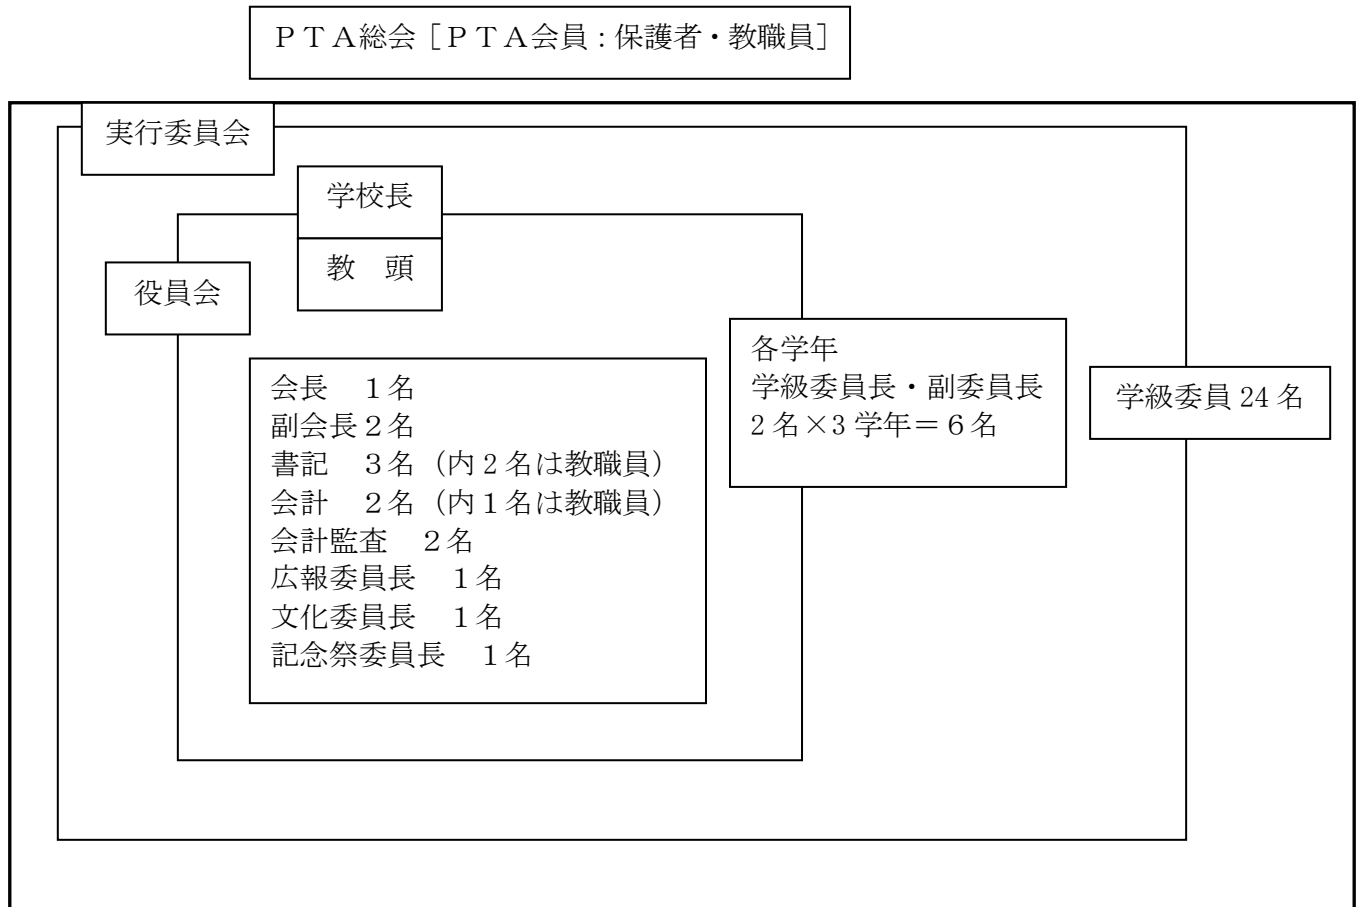 ＰＴＡ総会［ＰＴＡ会員：保護者・教職員］
実行委員会
学校長
教　頭
役員会
会長　１名
副会長２名
書記　３名（内２名は教職員）
会計　２名（内１名は教職員）
会計監査　２名
広報委員長　１名
文化委員長　１名
記念祭委員長　１名
各学年
学級委員長・副委員長
2 名×3 学年＝６名
学級委員 24 名